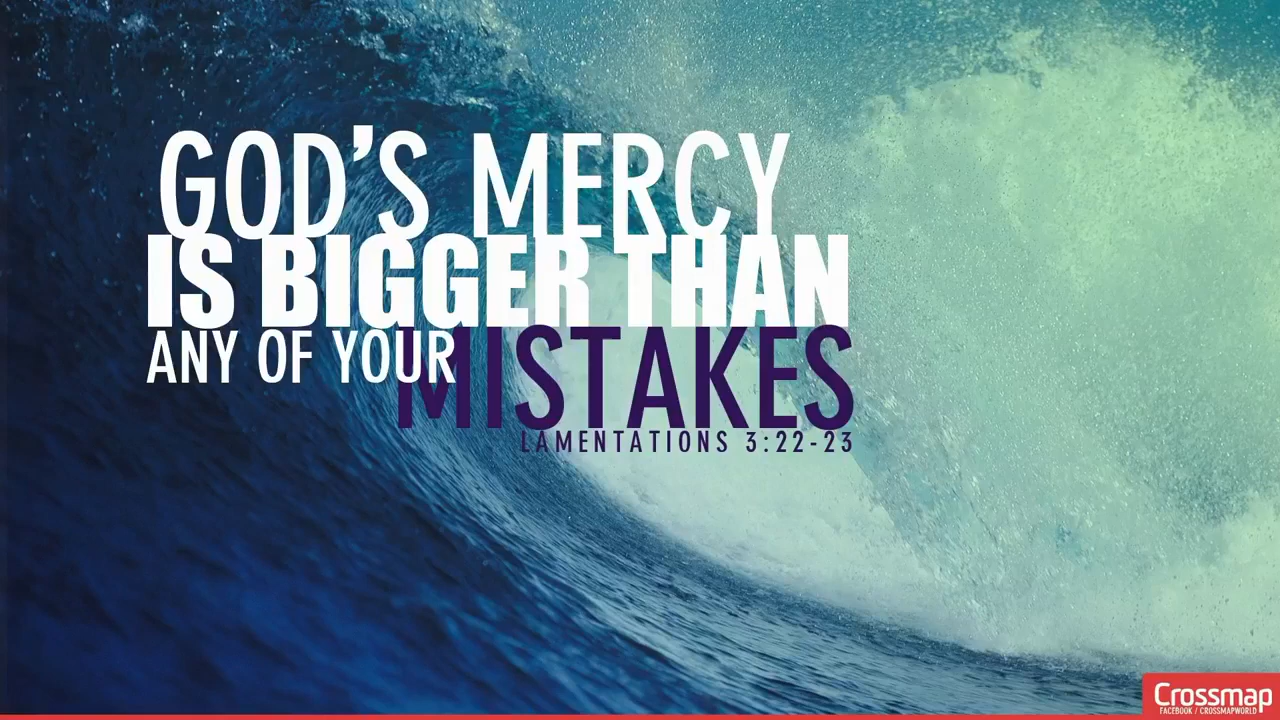 GOD'S MERCY
IS BIGGER THAN
ANY OF YOUR
MISTAKES
LAMENTATIONS 3:22-23
Crossmap
FACEBOOK / CROSSMAPWORLD